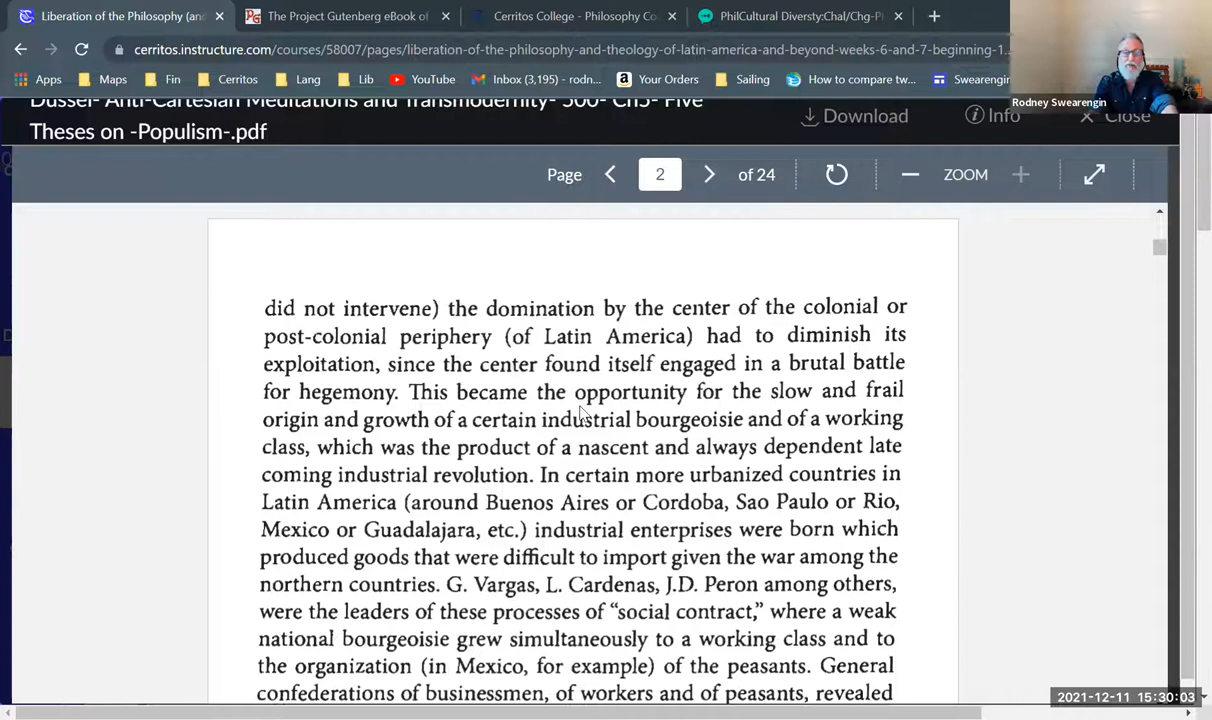 Liberation of the Philosophy (an
The Project Gutenberg eBook of
Cerritos College - Philosophy Co
PhilCultural Diversty:Chal/Chg-P
cerritos.instructure.com/courses/58007/pages/liberation-of-the-philosophy-and-theology-of-latin-america-and-beyond-weeks-6-and-7-beginning-1...
Apps Maps Fin Cerritos Lang Lib YouTube Inbox (3,195) - rodn... Your Orders Sailing How to compare tw... Swearengin
Rodney Swearengin
Dussel- Anti-Cartesian Meditations and Transmodernity- 300- Ch5- Five
Theses on -Populism-.pdf
Download Info Close
Page 2 of 24 ZOOM
did not intervene) the domination by the center of the colonial or
post-colonial periphery (of Latin America) had to diminish its
exploitation, since the center found itself engaged in a brutal battle
for hegemony. This became the opportunity for the slow and frail
origin and growth of a certain industrial bourgeoisie and of a working
class, which was the product of a nascent and always dependent late
coming industrial revolution. In certain more urbanized countries in
Latin America (around Buenos Aires or Cordoba, Sao Paulo or Rio,
Mexico or Guadalajara, etc.) industrial enterprises were born which
produced goods that were difficult to import given the war among the
northern countries. G. Vargas, L. Cardenas, J.D. Peron among others,
were the leaders of these processes of “social contract,” where a weak
national bourgeoisie grew simultaneously to a working class and to
the organization (in Mexico, for example) of the peasants. General
confederations of businessmen, of workers and of peasants, revealed
2021-12-11 15:30:03